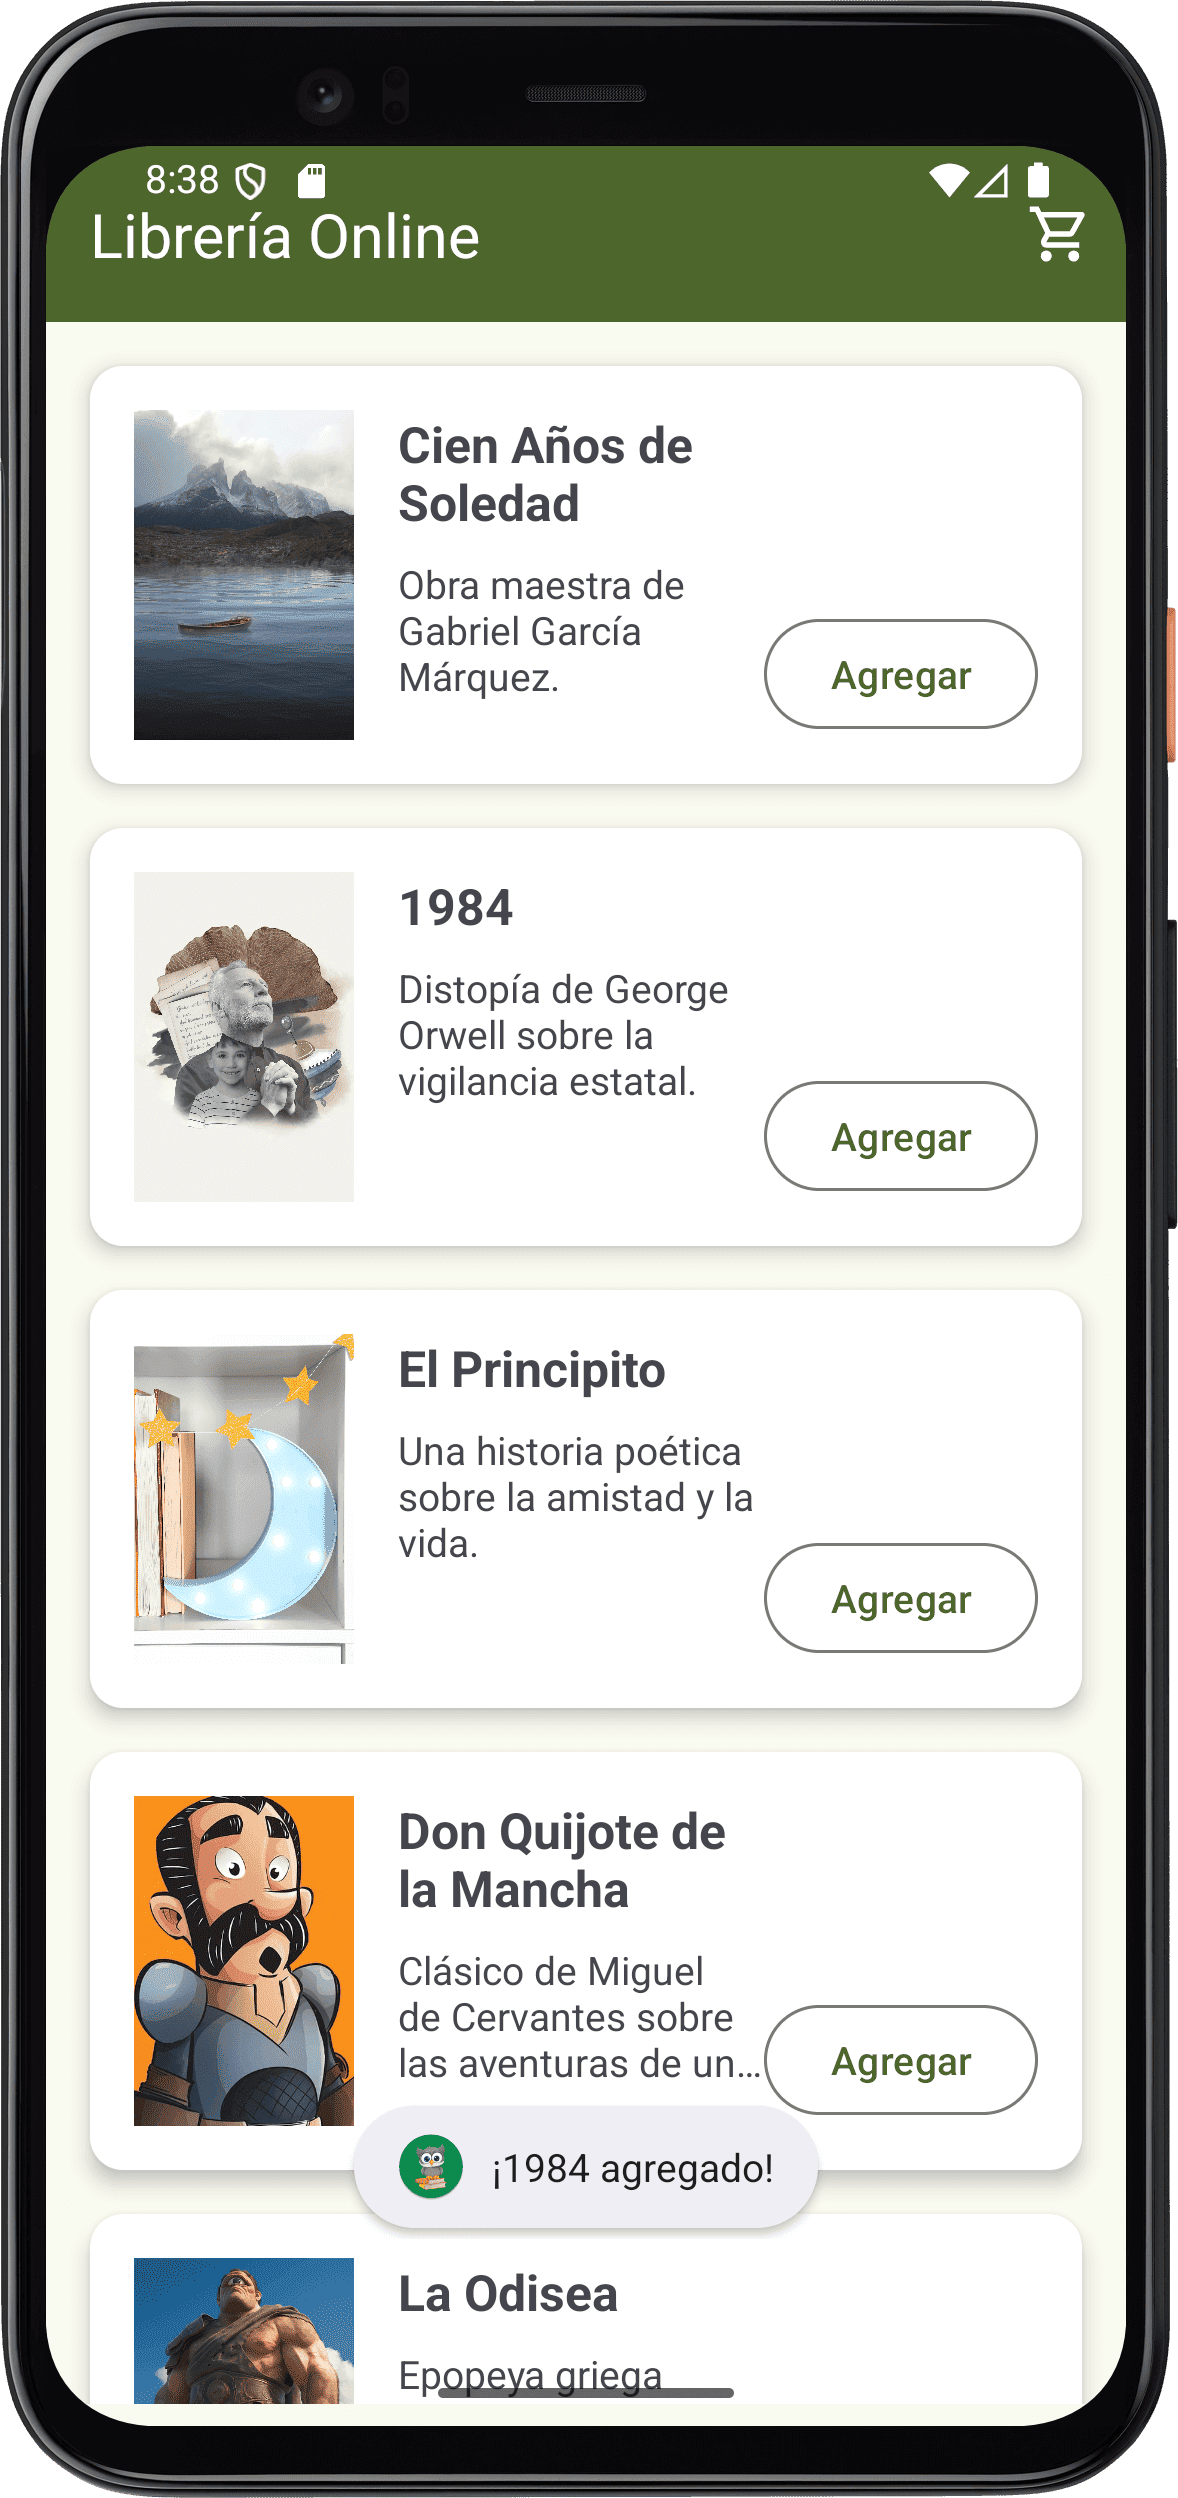 8:38
Librería Online
Cien Años de
Soledad
Obra maestra de
Gabriel García
Márquez.
Agregar
1984
Distopía de George
Orwell sobre la
vigilancia estatal.
Agregar
El Principito
Una historia poética
sobre la amistad y la
vida.
Agregar
Don Quijote de
la Mancha
Clásico de Miguel
de Cervantes sobre
las aventuras de un...
Agregar
¡1984 agregado!
La Odisea
Epopeya griega